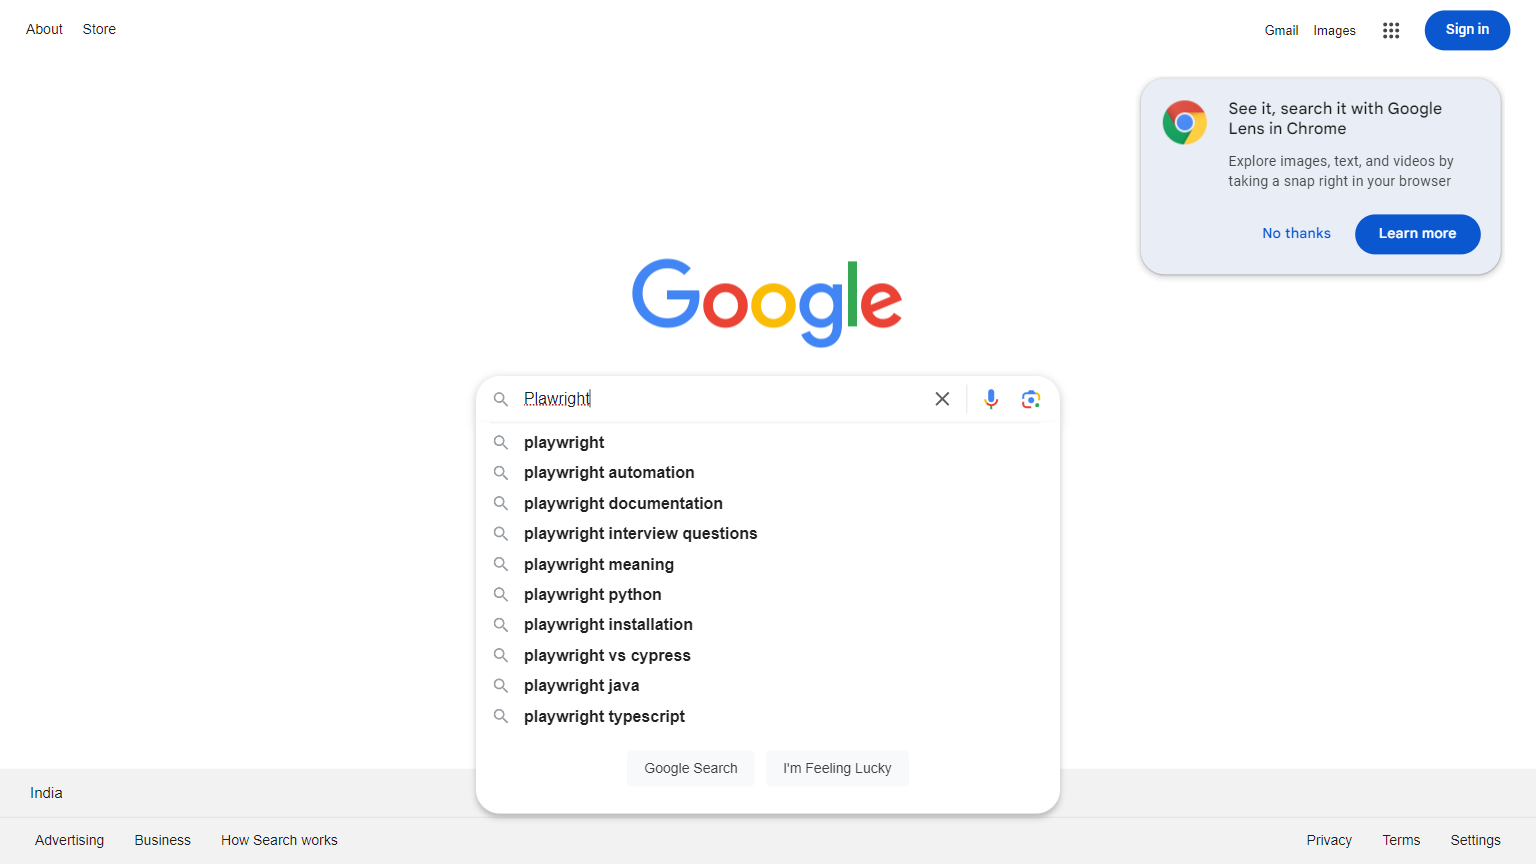 About Store
Gmail Images Sign in
See it, search it with Google
Lens in Chrome
Explore images, text, and videos by
taking a snap right in your browser
No thanks Learn more
Google
Plawright
playwright
playwright automation
playwright documentation
playwright interview questions
playwright meaning
playwright python
playwright installation
playwright vs cypress
playwright java
playwright typescript
Google Search I'm Feeling Lucky
India
Advertising Business How Search works Privacy Terms Settings